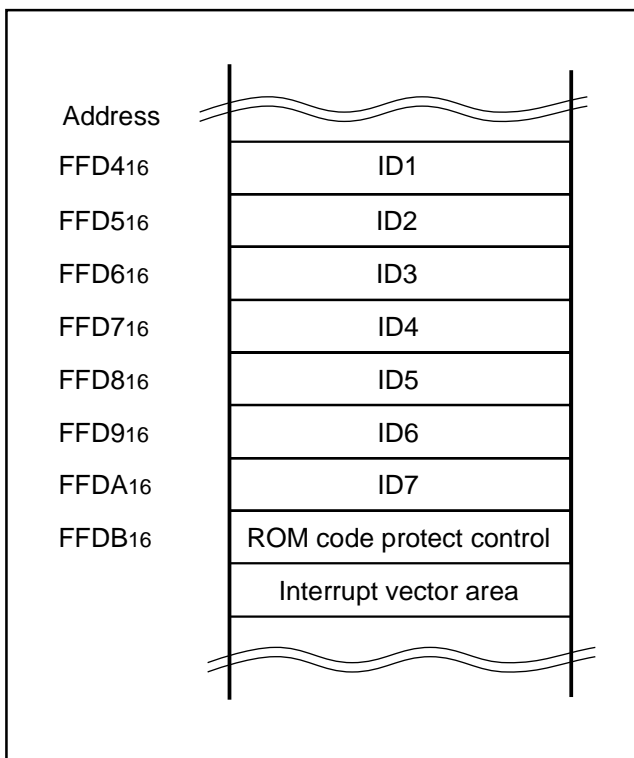 Address
FFD416 ID1
FFD516 ID2
FFD616 ID3
FFD716 ID4
FFD816 ID5
FFD916 ID6
FFDA16 ID7
FFDB16 ROM code protect control
Interrupt vector area